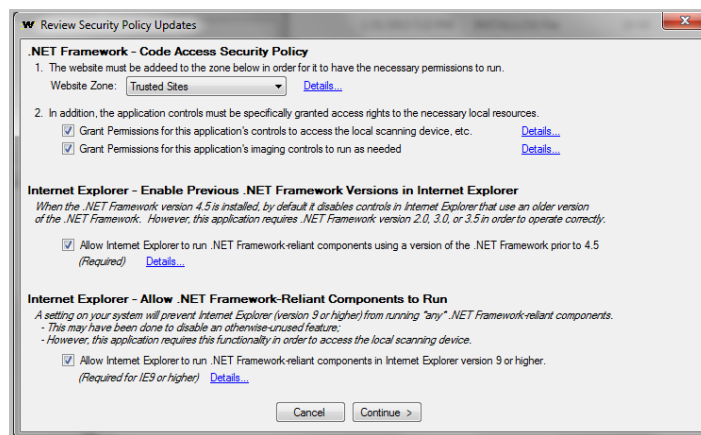 Review Security Policy Updates
.NET Framework - Code Access Security Policy
1. The website must be addeed to the zone below in order for it to have the necessary permissions to run.
Website Zone: Trusted Sites Details...
2. In addition, the application controls must be specifically granted access rights to the necessary local resources.
Grant Permissions for this application's controls to access the local scanning device, etc. Details...
Grant Permissions for this application's imaging controls to run as needed Details...
Internet Explorer - Enable Previous .NET Framework Versions in Internet Explorer
When the .NET Framework version 4.5 is installed, by default it disables controls in Internet Explorer that use an older version
of the .NET Framework. However, this application requires .NET Framework version 2.0, 3.0, or 3.5 in order to operate correctly.
Allow Internet Explorer to run .NET Framework-reliant components using a version of the .NET Framework prior to 4.5
(Required) Details...
Internet Explorer - Allow .NET Framework-Reliant Components to Run
A setting on your system will prevent Internet Explorer (version 9 or higher) from running "any" .NET Framework-reliant components.
- This may have been done to disable an otherwise-unused feature;
- However, this application requires this functionality in order to access the local scanning device.
Allow Internet Explorer to run .NET Framework-reliant components in Internet Explorer version 9 or higher.
(Required for IE9 or higher) Details...
Cancel Continue >